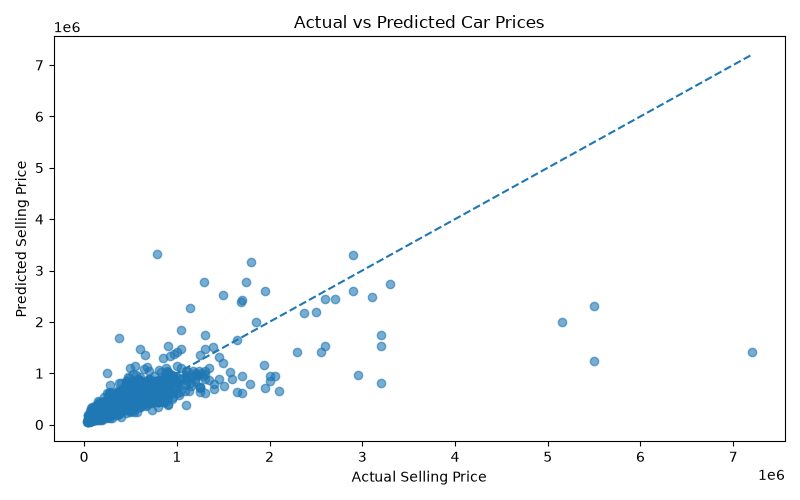 Actual vs Predicted Car Prices
1e6
7
6
5
4
3
2
1
0
Predicted Selling Price
0 1 2 3 4 5 6 7
1e6
Actual Selling Price